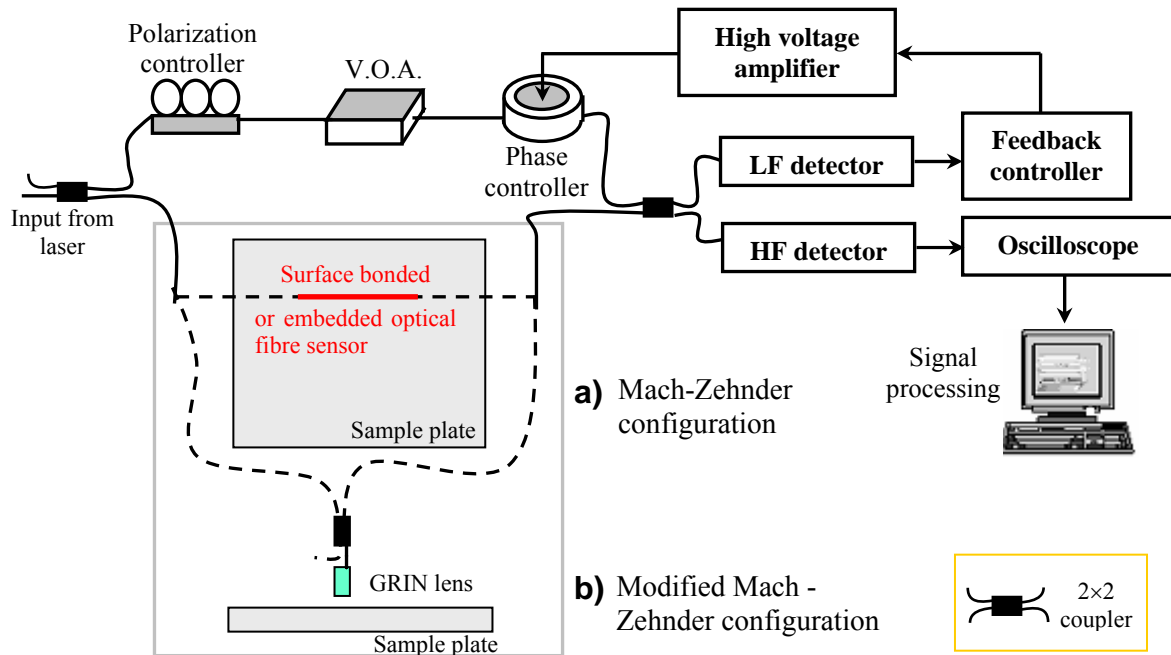 Polarization
controller
V.O.A.
High voltage
amplifier
Phase
controller
LF detector
Feedback
controller
Input from
laser
HF detector
Oscilloscope
Surface bonded
or embedded optical
fibre sensor
Sample plate
a) Mach-Zehnder
configuration
Signal
processing
GRIN lens
Sample plate
b) Modified Mach -
Zehnder configuration
2×2
coupler